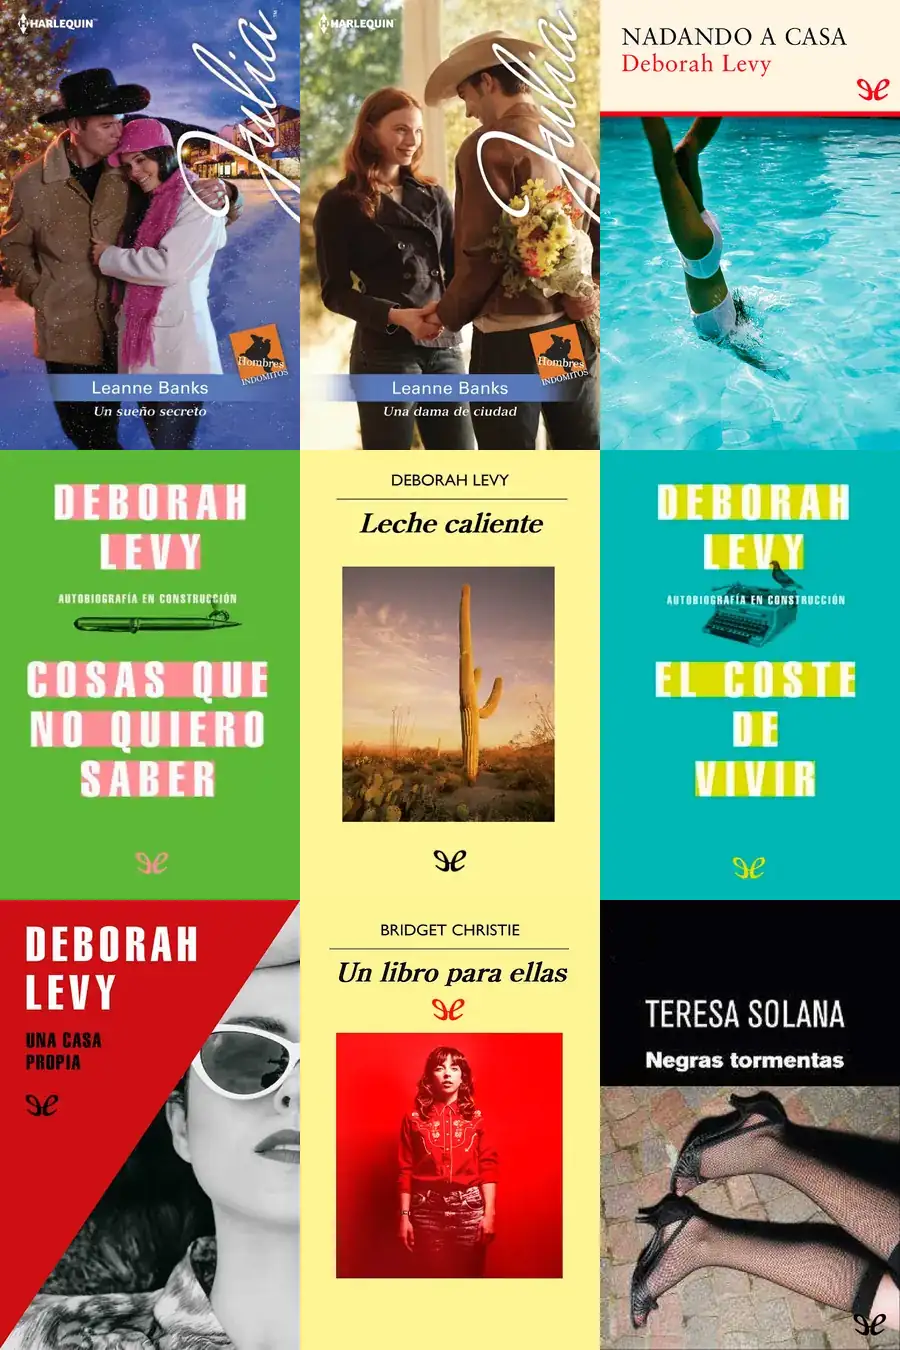 HARLEQUIN™
Julia
Hombres
INDÓMITOS
Leanne Banks
Un sueño secreto
HARLEQUIN™
Julia
Hombres
INDÓMITOS
Leanne Banks
Una dama de ciudad
NADANDO A CASA
Deborah Levy
DEBORAH
LEVY
AUTOBIOGRAFÍA EN CONSTRUCCIÓN
COSAS QUE
NO QUIERO
SABER
DEBORAH LEVY
Leche caliente
DEBORAH
LEVY
AUTOBIOGRAFÍA EN CONSTRUCCIÓN
EL COSTE
DE
VIVIR
DEBORAH
LEVY
UNA CASA
PROPIA
BRIDGET CHRISTIE
Un libro para ellas
TERESA SOLANA
Negras tormentas